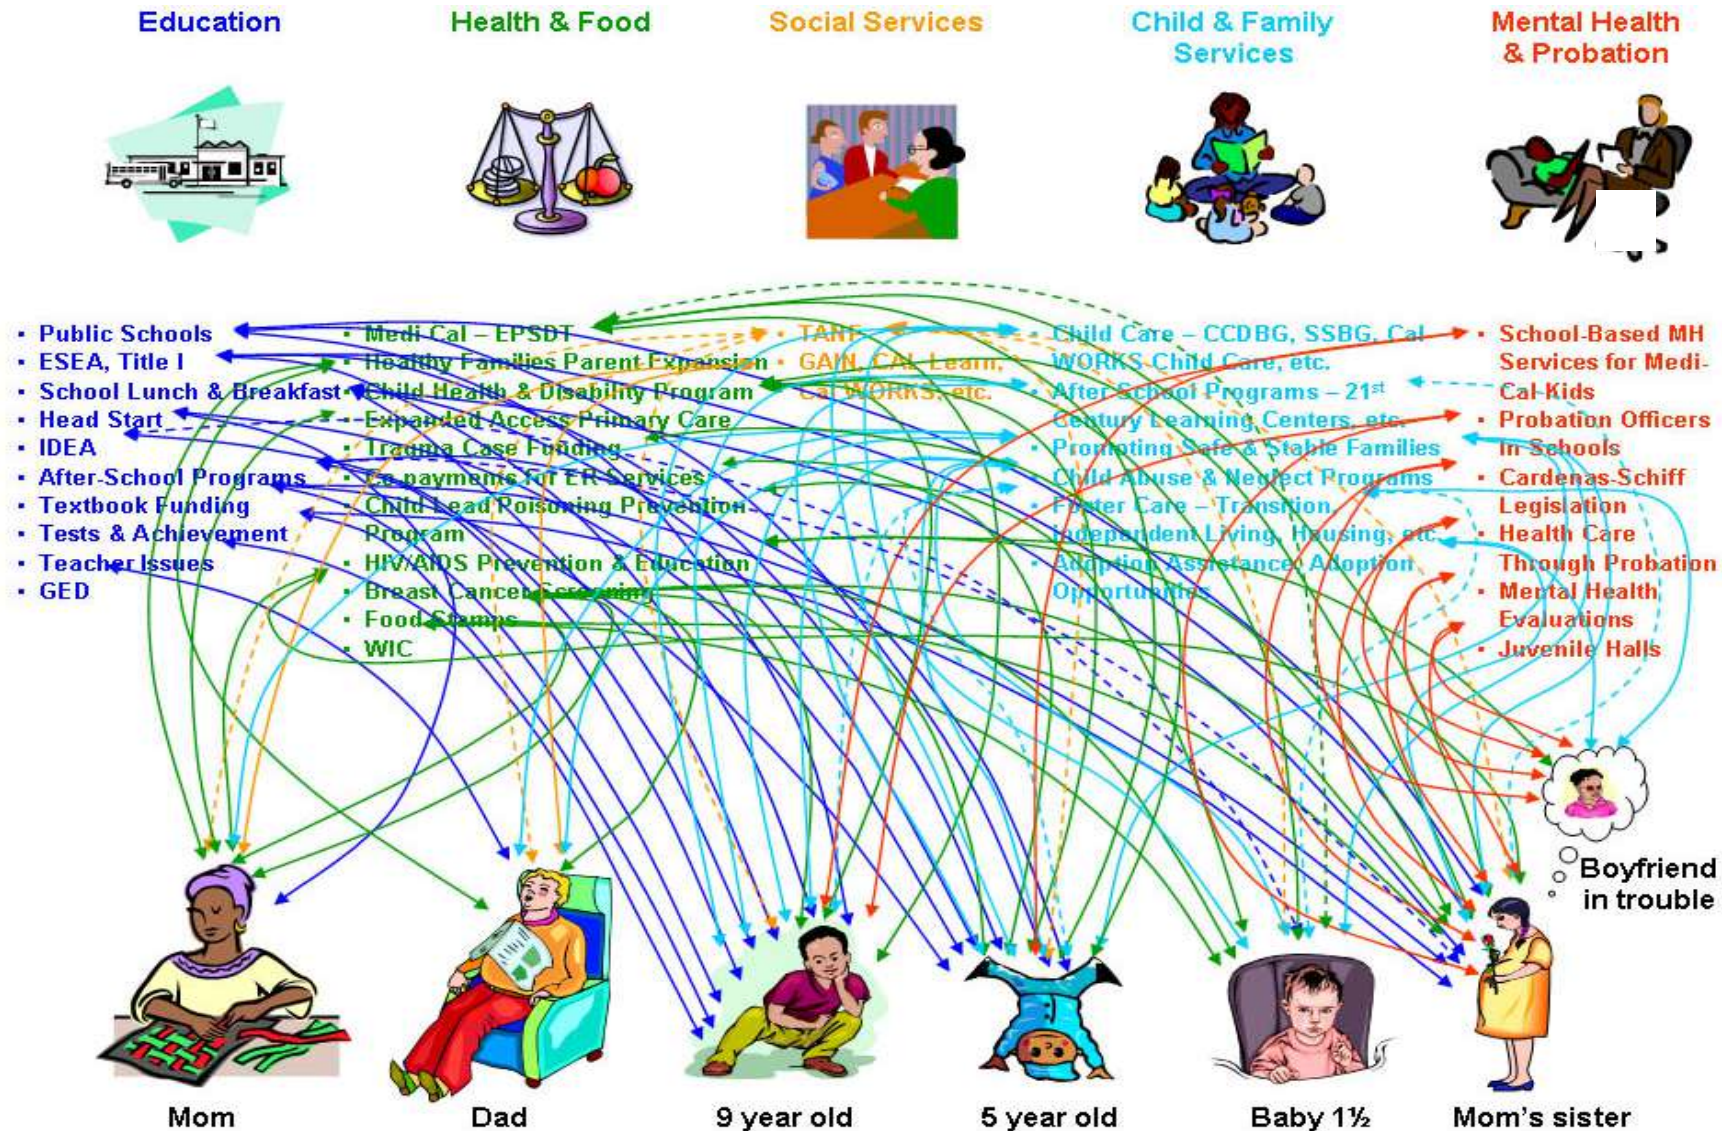 Education
Health & Food
Social Services
Child & Family
Services
Mental Health
& Probation
▪ Public Schools
▪ ESEA, Title I
▪ School Lunch & Breakfast
▪ Head Start
▪ IDEA
▪ After-School Programs
▪ Textbook Funding
▪ Tests & Achievement
▪ Teacher Issues
▪ GED
▪ Medi-Cal – EPSDT
▪ Healthy Families Parent Expansion
▪ Child Health & Disability Program
▪ Expanded Access Primary Care
▪ Trauma Case Funding
▪ Co payments for ER Services
▪ Child Lead Poisoning Prevention
Program
▪ HIV/AIDS Prevention & Education
▪ Breast Cancer Screening
▪ Food Stamps
▪ WIC
▪ TANF
▪ GAIN, CAL Learn,
Cal WORKS, etc.
▪ Child Care – CCDBG, SSBG, Cal
WORKS Child Care, etc.
▪ After School Programs – 21st
Century Learning Centers, etc.
▪ Promoting Safe & Stable Families
▪ Child Abuse & Neglect Programs
▪ Foster Care – Transition,
Independent Living, Housing, etc.
▪ Adoption Assistance, Adoption
Opportunities
▪ School-Based MH
Services for Medi-
Cal Kids
▪ Probation Officers
in Schools
▪ Cardenas-Schiff
Legislation
▪ Health Care
Through Probation
▪ Mental Health
Evaluations
▪ Juvenile Halls
Boyfriend
in trouble
Mom
Dad
9 year old
5 year old
Baby 1½
Mom's sister